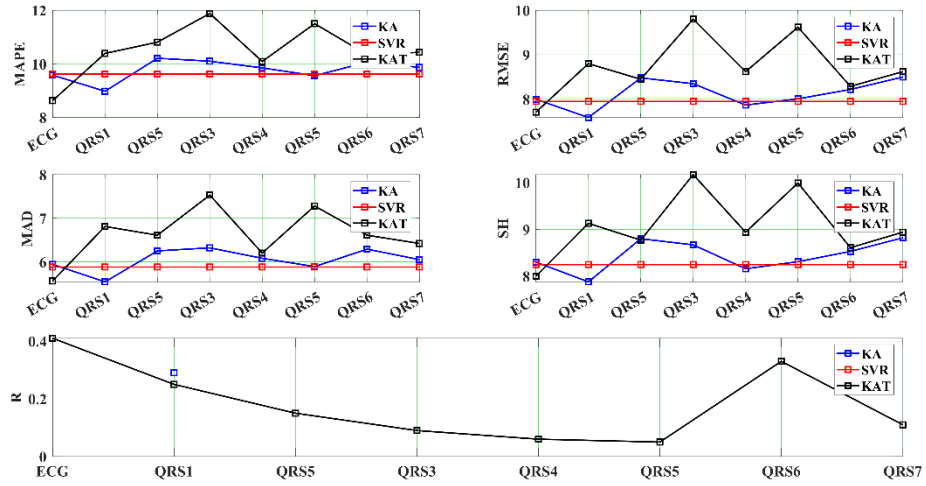 12
10
8
MAPE
KA
SVR
KAT
ECG QRS1 QRS5 QRS3 QRS4 QRS5 QRS6 QRS7
10
9
8
RMSE
KA
SVR
KAT
ECG QRS1 QRS5 QRS3 QRS4 QRS5 QRS6 QRS7
8
7
6
MAD
KA
SVR
KAT
ECG QRS1 QRS5 QRS3 QRS4 QRS5 QRS6 QRS7
10
9
8
SH
KA
SVR
KAT
ECG QRS1 QRS5 QRS3 QRS4 QRS5 QRS6 QRS7
0.4
0.2
0
R
KA
SVR
KAT
ECG QRS1 QRS5 QRS3 QRS4 QRS5 QRS6 QRS7